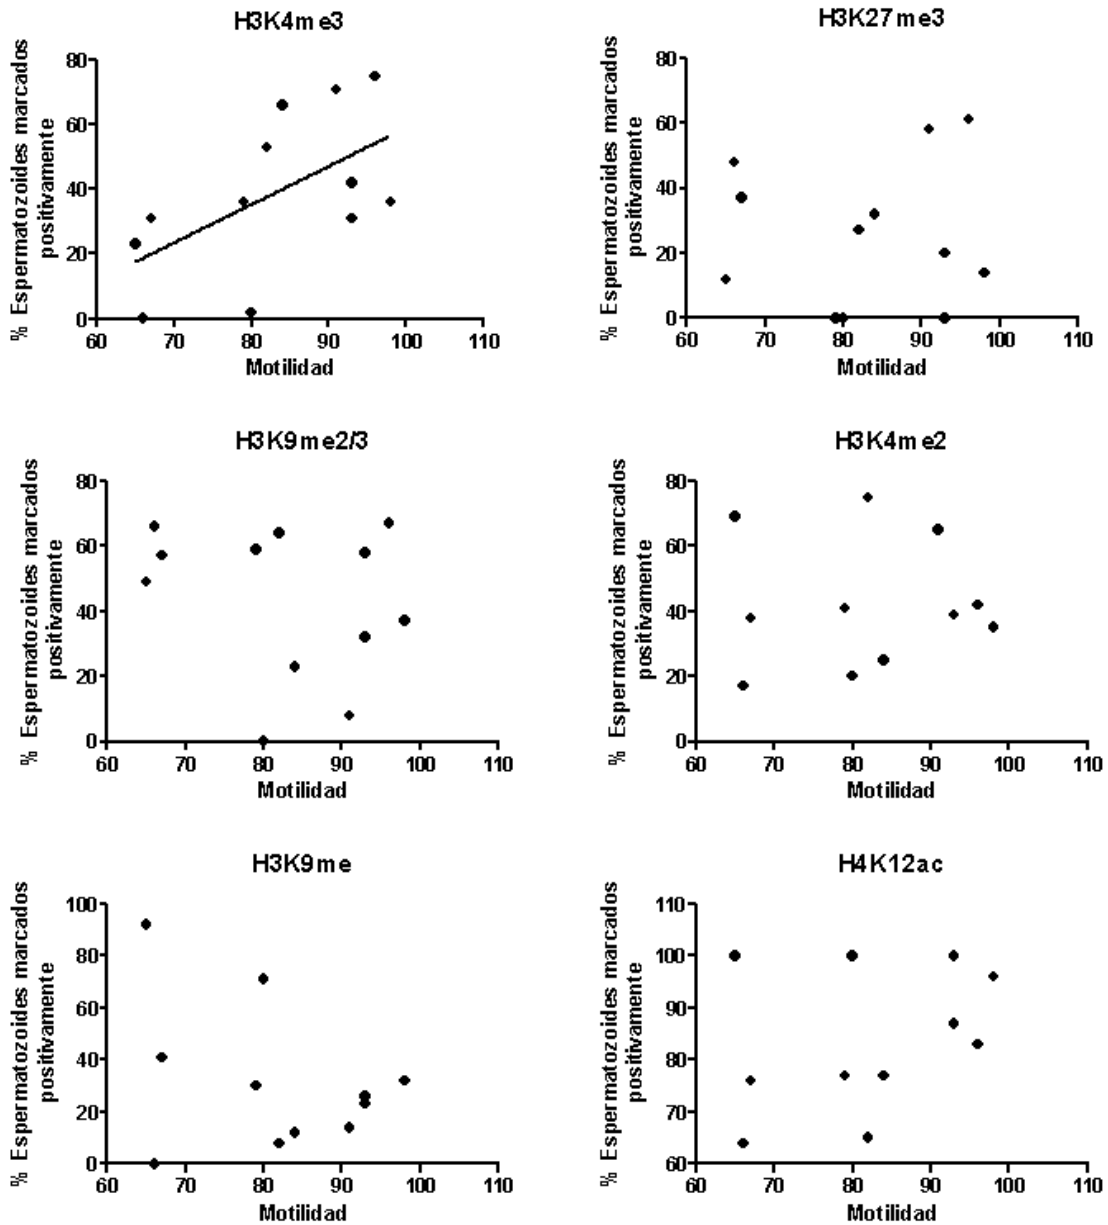 H3K4me3
% Espermatozoides marcados
positivamente
80
60
40
20
0
60 70 80 90 100 110
Motilidad
H3K27me3
% Espermatozoides marcados
positivamente
80
60
40
20
0
60 70 80 90 100 110
Motilidad
H3K9me2/3
% Espermatozoides marcados
positivamente
80
60
40
20
0
60 70 80 90 100 110
Motilidad
H3K4me2
% Espermatozoides marcados
positivamente
80
60
40
20
0
60 70 80 90 100 110
Motilidad
H3K9me
% Espermatozoides marcados
positivamente
100
80
60
40
20
0
60 70 80 90 100 110
Motilidad
H4K12ac
% Espermatozoides marcados
positivamente
110
100
90
80
70
60
60 70 80 90 100 110
Motilidad